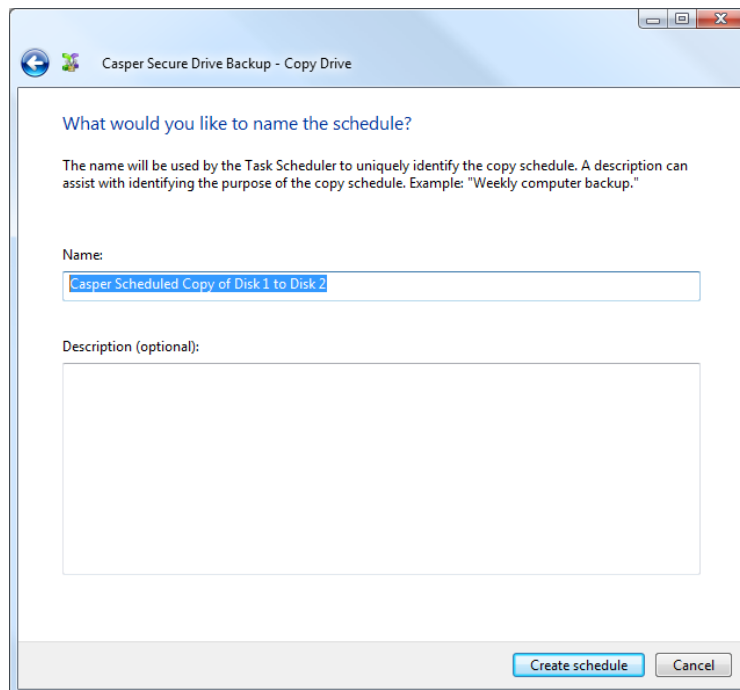 Casper Secure Drive Backup - Copy Drive
What would you like to name the schedule?
The name will be used by the Task Scheduler to uniquely identify the copy schedule. A description can
assist with identifying the purpose of the copy schedule. Example: "Weekly computer backup."
Name:
Casper Scheduled Copy of Disk 1 to Disk 2
Description (optional):
Create schedule
Cancel